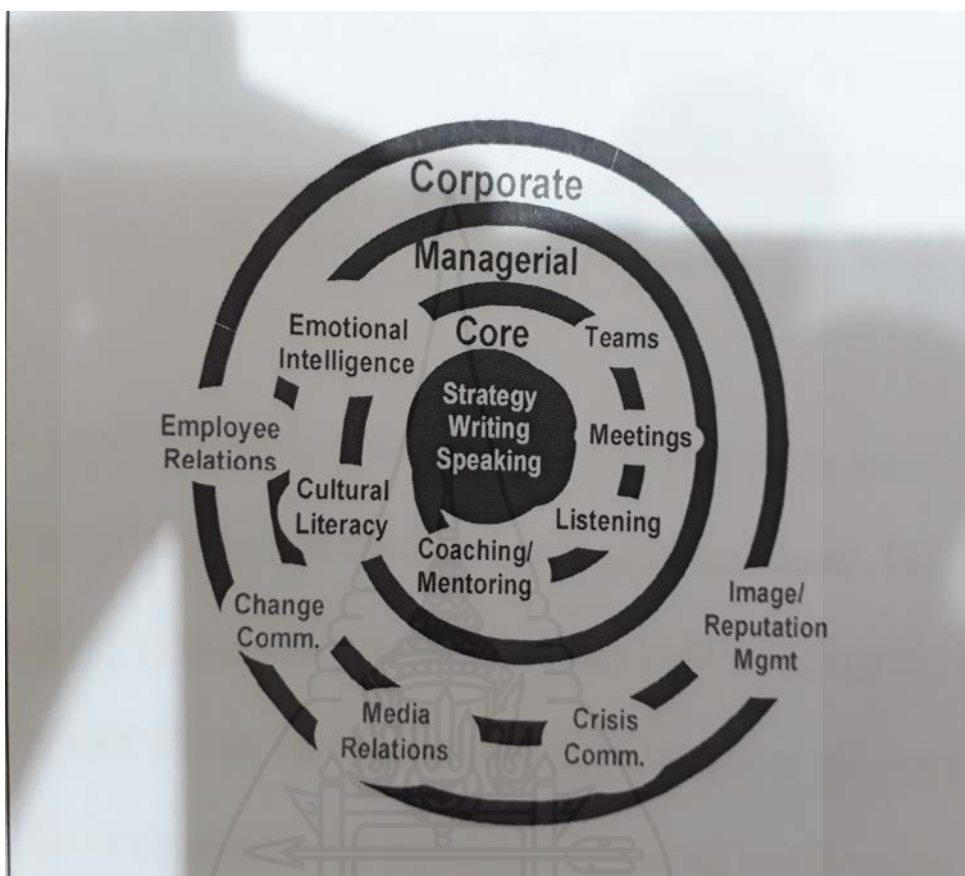 Corporate
Managerial
Core
Strategy
Writing
Speaking
Emotional
Intelligence
Teams
Employee
Relations
Meetings
Cultural
Literacy
Listening
Coaching/
Mentoring
Change
Comm.
Image/
Reputation
Mgmt
Media
Relations
Crisis
Comm.